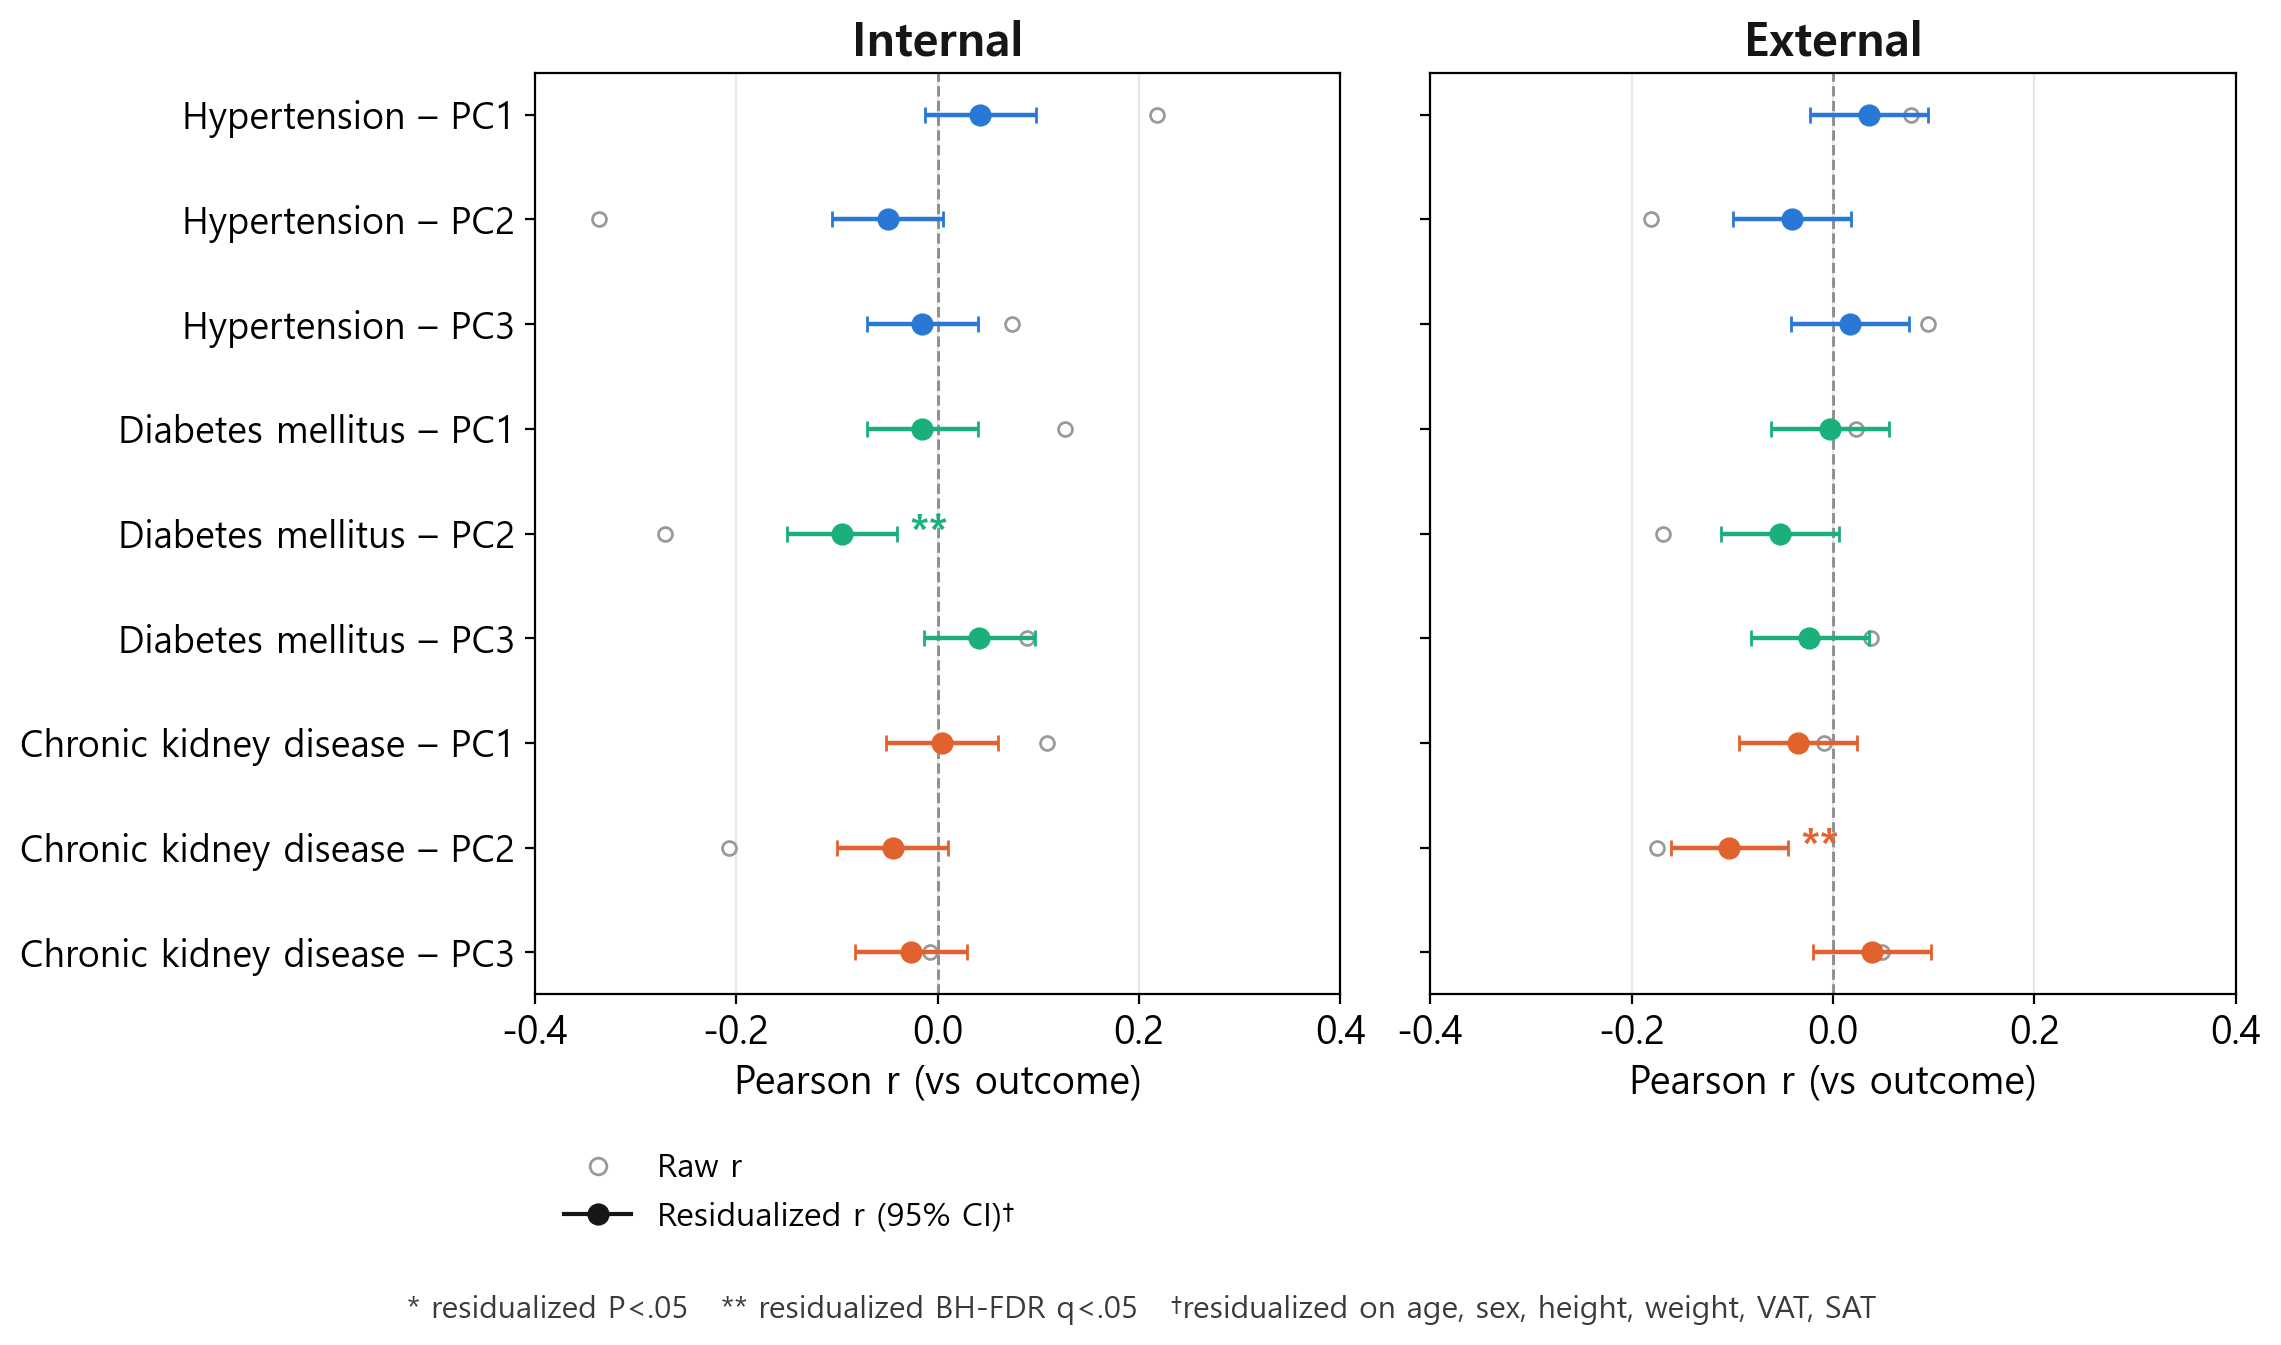 Internal
External
Hypertension – PC1
Hypertension – PC2
Hypertension – PC3
Diabetes mellitus – PC1
Diabetes mellitus – PC2
**
Diabetes mellitus – PC3
Chronic kidney disease – PC1
Chronic kidney disease – PC2
**
Chronic kidney disease – PC3
-0.4 -0.2 0.0 0.2 0.4
-0.4 -0.2 0.0 0.2 0.4
Pearson r (vs outcome)
Pearson r (vs outcome)
Raw r
Residualized r (95% CI)†
* residualized P<.05 ** residualized BH-FDR q<.05 †residualized on age, sex, height, weight, VAT, SAT